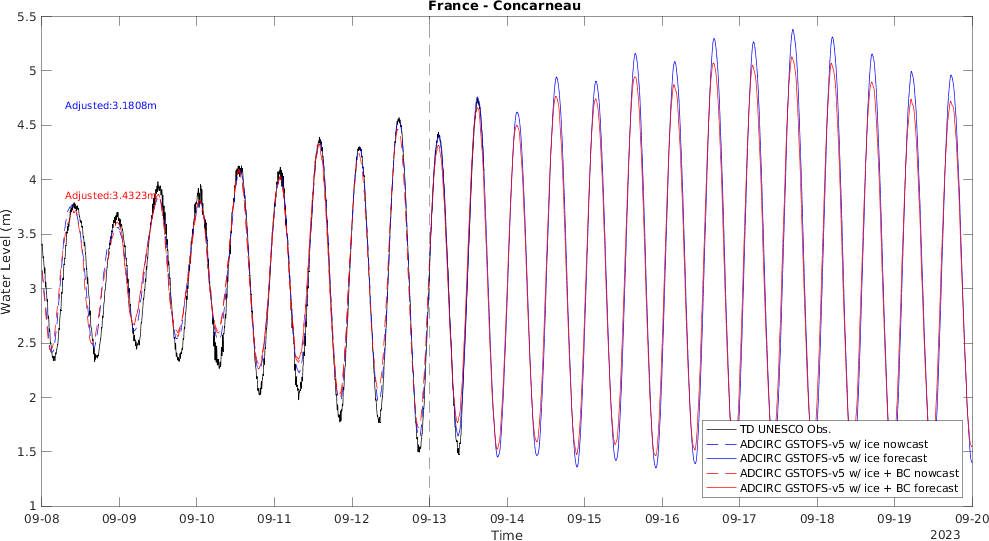 France - Concarneau
5.5
5
4.5
4
3.5
3
2.5
2
1.5
1
Water Level (m)
Adjusted:3.1808m
Adjusted:3.4323m
TD UNESCO Obs.
ADCIRC GSTOFS-v5 w/ ice nowcast
ADCIRC GSTOFS-v5 w/ ice forecast
ADCIRC GSTOFS-v5 w/ ice + BC nowcast
ADCIRC GSTOFS-v5 w/ ice + BC forecast
09-08 09-09 09-10 09-11 09-12 09-13 09-14 09-15 09-16 09-17 09-18 09-19 09-20
Time
2023